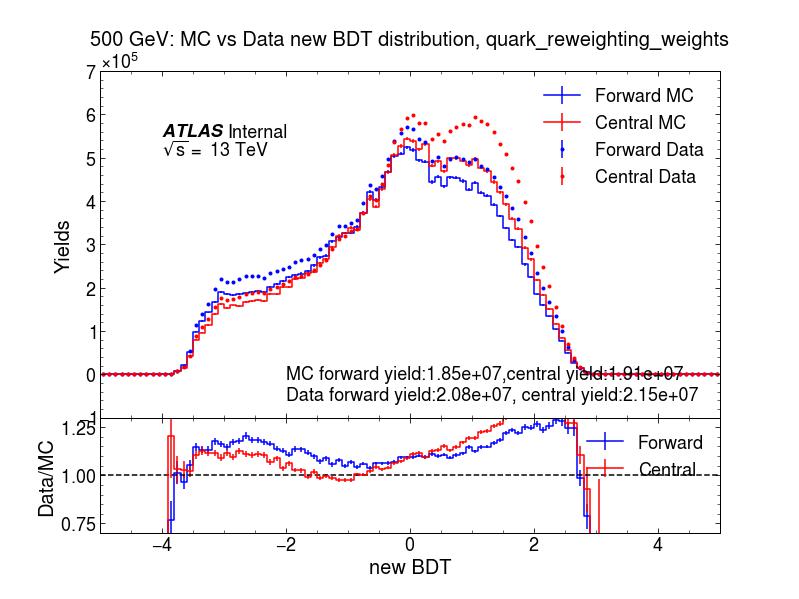 500 GeV: MC vs Data new BDT distribution, quark_reweighting_weights
×10⁵
7
6
5
4
3
2
1
0
1
Yields
ATLAS Internal
√s = 13 TeV
Forward MC
Central MC
Forward Data
Central Data
MC forward yield:1.85e+07,central yield:1.91e+07
Data forward yield:2.08e+07, central yield:2.15e+07
1.25
1.00
0.75
Data/MC
Forward
Central
−4 −2 0 2 4
new BDT